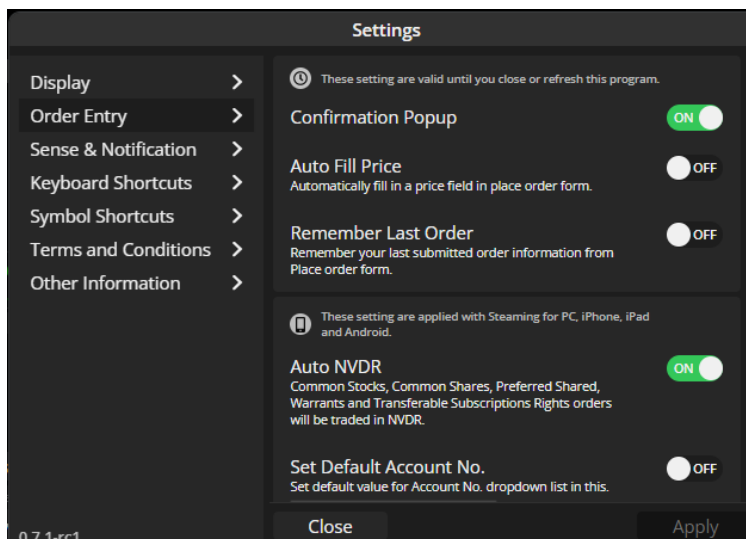 Settings
Display
Order Entry
Sense & Notification
Keyboard Shortcuts
Symbol Shortcuts
Terms and Conditions
Other Information
These setting are valid until you close or refresh this program.
Confirmation Popup
ON
Auto Fill Price
OFF
Automatically fill in a price field in place order form.
Remember Last Order
OFF
Remember your last submitted order information from
Place order form.
These setting are applied with Steaming for PC, iPhone, iPad
and Android.
Auto NVDR
ON
Common Stocks, Common Shares, Preferred Shared,
Warrants and Transferable Subscriptions Rights orders
will be traded in NVDR.
Set Default Account No.
OFF
Set default value for Account No. dropdown list in this.
Close
Apply
0.7.1-rc1